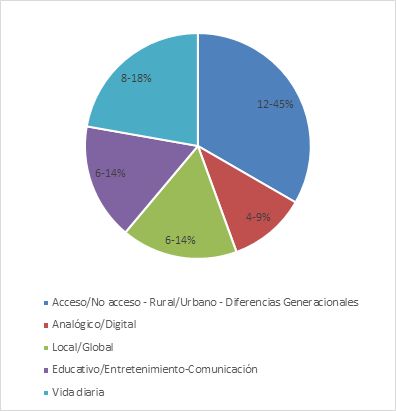 8-18%
12-45%
6-14%
4-9%
6-14%
Acceso/No acceso - Rural/Urbano - Diferencias Generacionales
Analógico/Digital
Local/Global
Educativo/Entretenimiento-Comunicación
Vida diaria